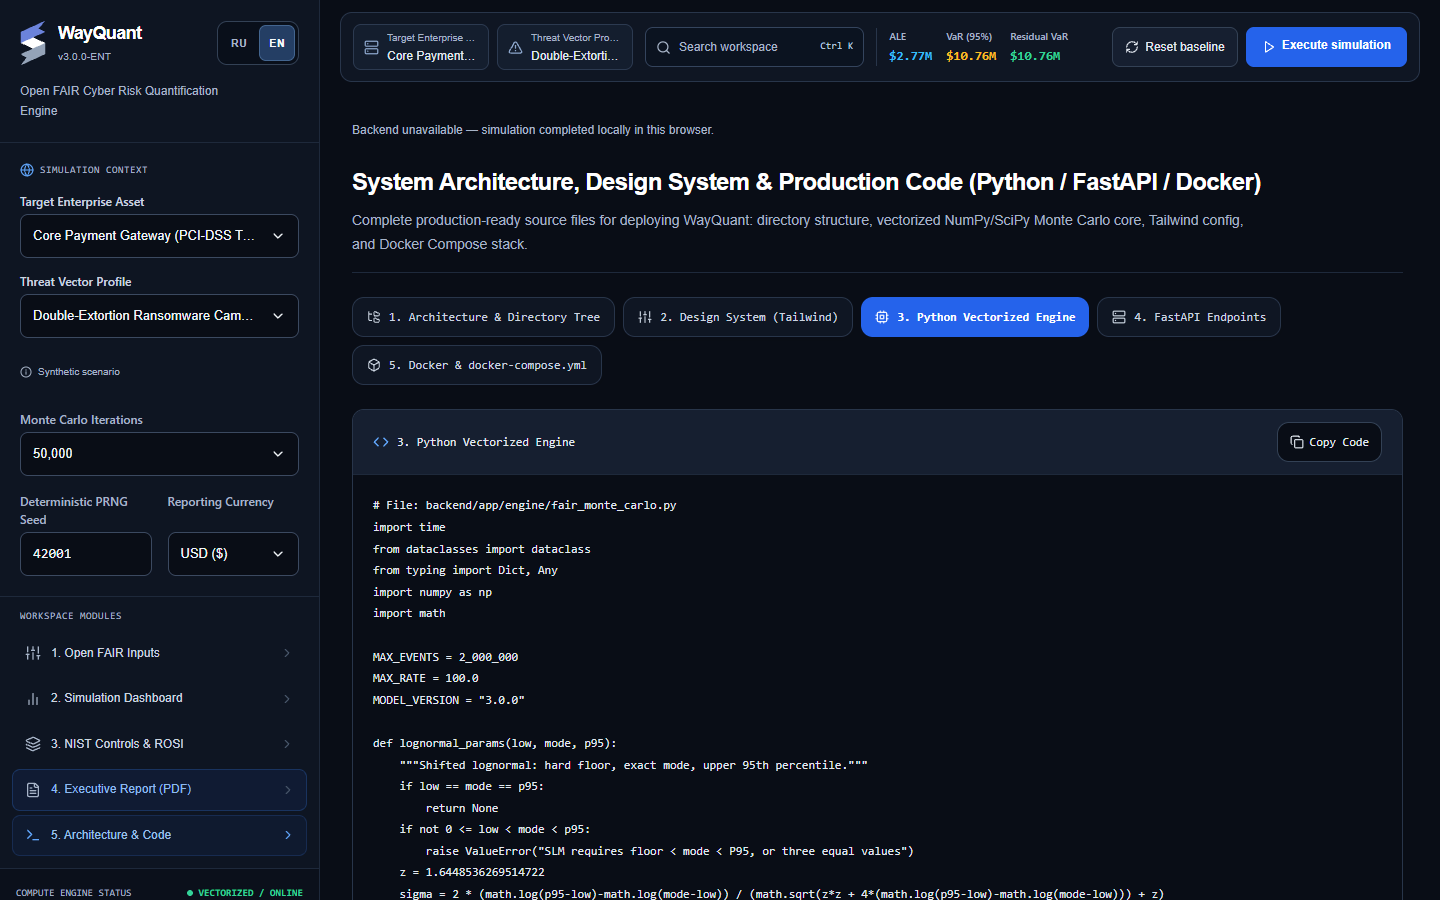 WayQuant
v3.0.0-ENT
RU
EN
Open FAIR Cyber Risk Quantification
Engine
SIMULATION CONTEXT
Target Enterprise Asset
Core Payment Gateway (PCI-DSS T...
Threat Vector Profile
Double-Extortion Ransomware Cam...
Synthetic scenario
Monte Carlo Iterations
50,000
Deterministic PRNG
Seed
Reporting Currency
42001
USD ($)
WORKSPACE MODULES
1. Open FAIR Inputs
2. Simulation Dashboard
3. NIST Controls & ROSI
4. Executive Report (PDF)
5. Architecture & Code
COMPUTE ENGINE STATUS
VECTORIZED / ONLINE
Target Enterprise ...
Core Payment...
Threat Vector Pro...
Double-Extorti...
Search workspace
Ctrl K
ALE
$2.77M
VaR (95%)
$10.76M
Residual VaR
$10.76M
Reset baseline
Execute simulation
Backend unavailable — simulation completed locally in this browser.
System Architecture, Design System & Production Code (Python / FastAPI / Docker)
Complete production-ready source files for deploying WayQuant: directory structure, vectorized NumPy/SciPy Monte Carlo core, Tailwind config,
and Docker Compose stack.
1. Architecture & Directory Tree
2. Design System (Tailwind)
3. Python Vectorized Engine
4. FastAPI Endpoints
5. Docker & docker-compose.yml
3. Python Vectorized Engine
Copy Code
# File: backend/app/engine/fair_monte_carlo.py
import time
from dataclasses import dataclass
from typing import Dict, Any
import numpy as np
import math
MAX_EVENTS = 2_000_000
MAX_RATE = 100.0
MODEL_VERSION = "3.0.0"
def lognormal_params(low, mode, p95):
"""Shifted lognormal: hard floor, exact mode, upper 95th percentile."""
if low == mode == p95:
return None
if not 0 <= low < mode < p95:
raise ValueError("SLM requires floor < mode < P95, or three equal values")
z = 1.6448536269514722
sigma = 2 * (math.log(p95-low)-math.log(mode-low)) / (math.sqrt(z*z + 4*(math.log(p95-low)-math.log(mode-low))) + z)